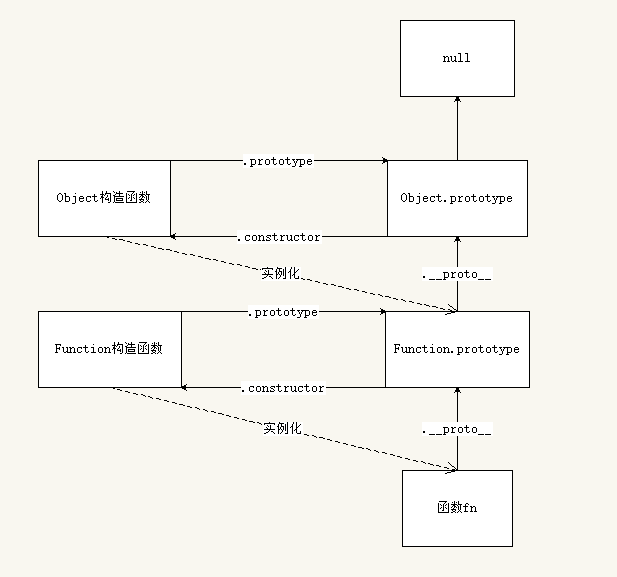 null
.prototype
Object构造函数
Object.prototype
.constructor
实例化
.__proto__
.prototype
Function构造函数
Function.prototype
.constructor
实例化
.__proto__
函数fn